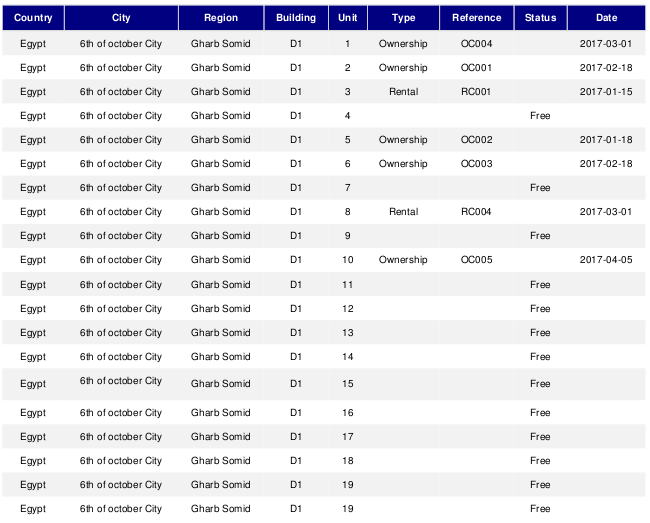 Country City Region Building Unit Type Reference Status Date
Egypt 6th of october City Gharb Somid D1 1 Ownership OC004 2017-03-01
Egypt 6th of october City Gharb Somid D1 2 Ownership OC001 2017-02-18
Egypt 6th of october City Gharb Somid D1 3 Rental RC001 2017-01-15
Egypt 6th of october City Gharb Somid D1 4 Free
Egypt 6th of october City Gharb Somid D1 5 Ownership OC002 2017-01-18
Egypt 6th of october City Gharb Somid D1 6 Ownership OC003 2017-02-18
Egypt 6th of october City Gharb Somid D1 7 Free
Egypt 6th of october City Gharb Somid D1 8 Rental RC004 2017-03-01
Egypt 6th of october City Gharb Somid D1 9 Free
Egypt 6th of october City Gharb Somid D1 10 Ownership OC005 2017-04-05
Egypt 6th of october City Gharb Somid D1 11 Free
Egypt 6th of october City Gharb Somid D1 12 Free
Egypt 6th of october City Gharb Somid D1 13 Free
Egypt 6th of october City Gharb Somid D1 14 Free
Egypt 6th of october City Gharb Somid D1 15 Free
Egypt 6th of october City Gharb Somid D1 16 Free
Egypt 6th of october City Gharb Somid D1 17 Free
Egypt 6th of october City Gharb Somid D1 18 Free
Egypt 6th of october City Gharb Somid D1 19 Free
Egypt 6th of october City Gharb Somid D1 19 Free